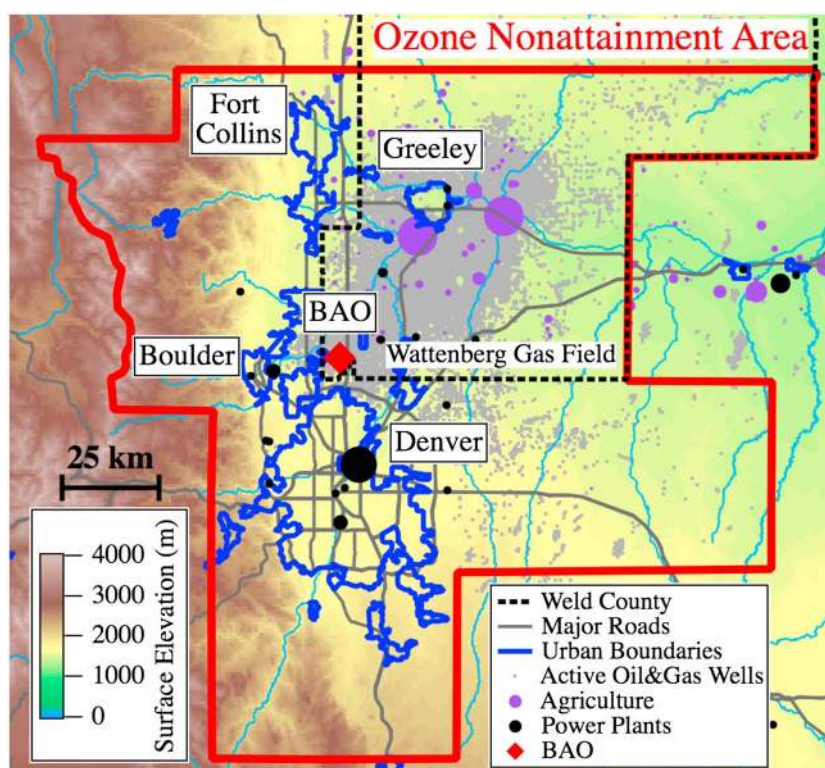 Ozone Nonattainment Area
Fort
Collins
Greeley
BAO
Boulder
Wattenberg Gas Field
Denver
25 km
4000
3000
2000
1000
0
Surface Elevation (m)
Weld County
Major Roads
Urban Boundaries
Active Oil&Gas Wells
Agriculture
Power Plants
BAO